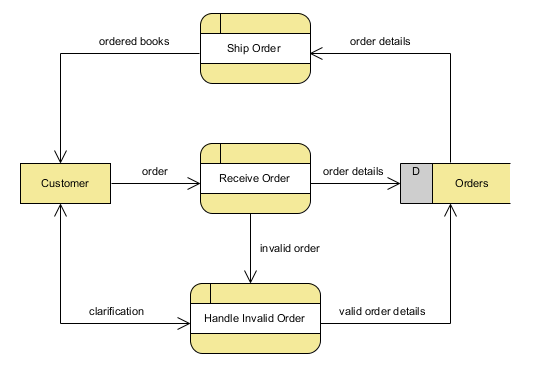 ordered books
Ship Order
order details
D
Customer
order
Receive Order
order details
Orders
invalid order
clarification
Handle Invalid Order
valid order details